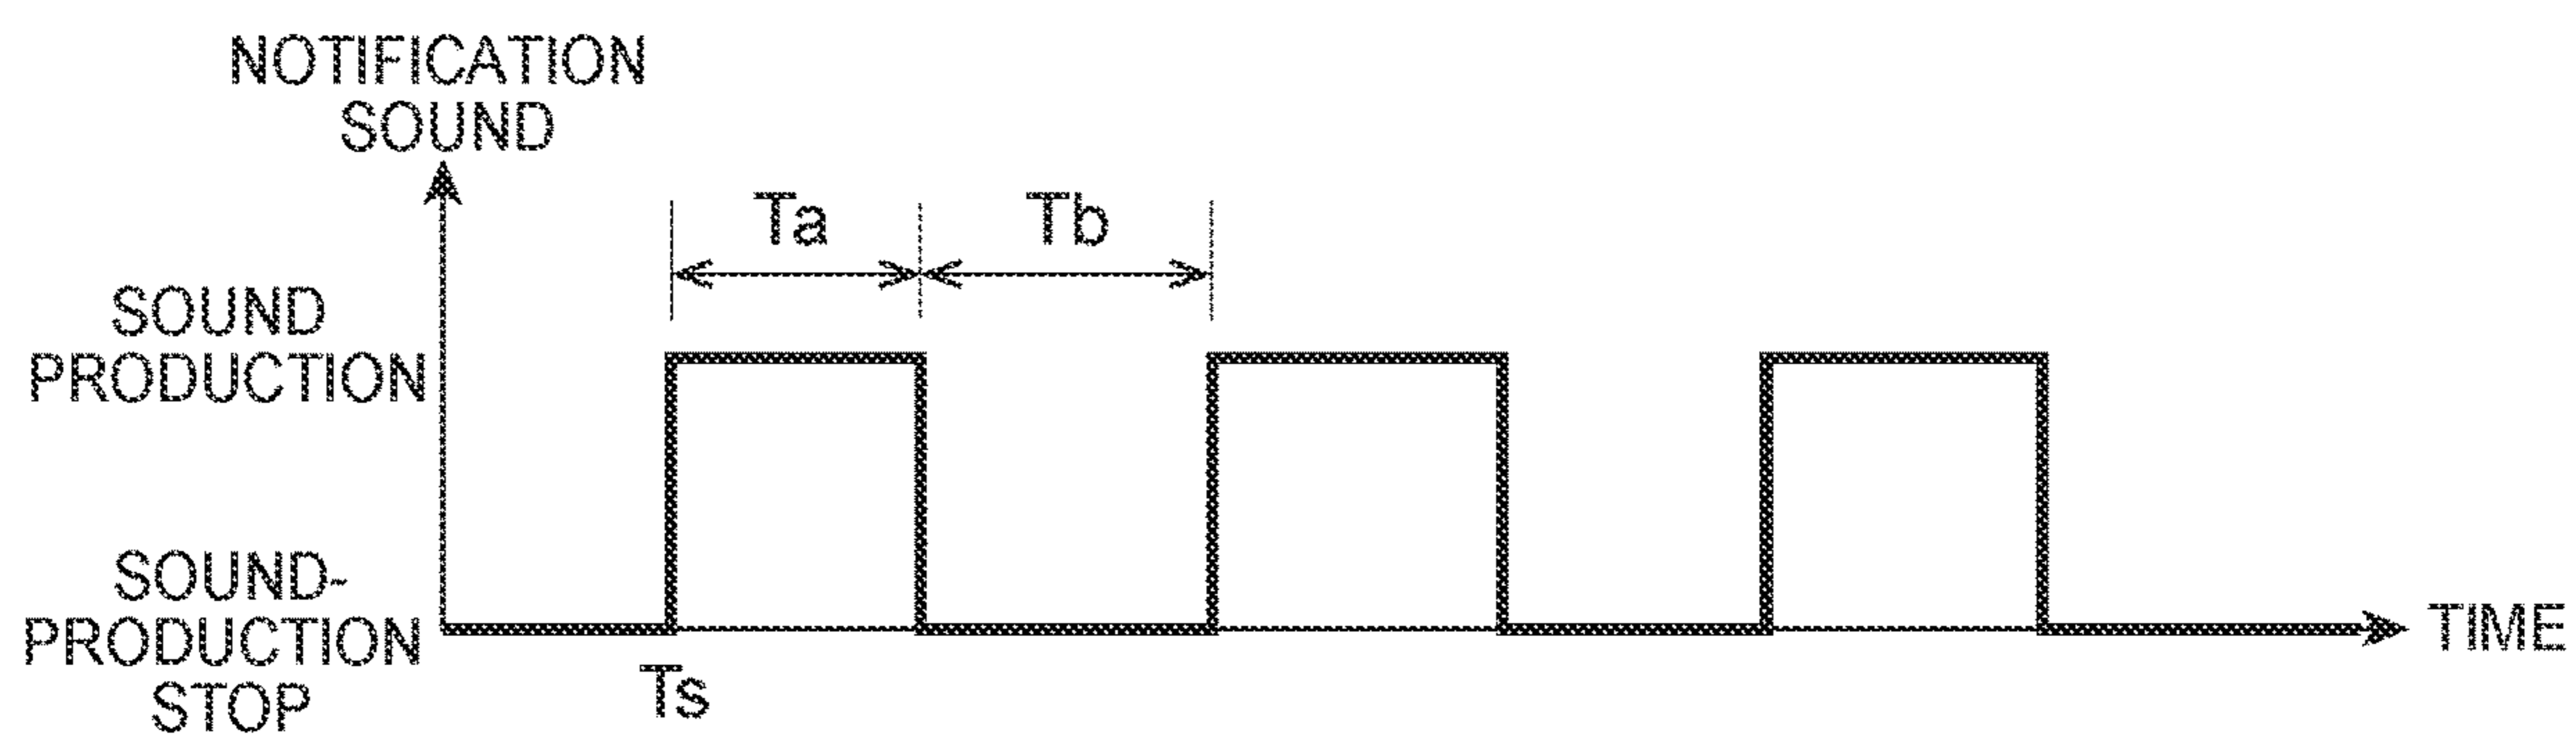 NOTIFICATION
SOUND
Ta
Tb
SOUND
PRODUCTION
SOUND-
PRODUCTION
STOP
TIME
Ts